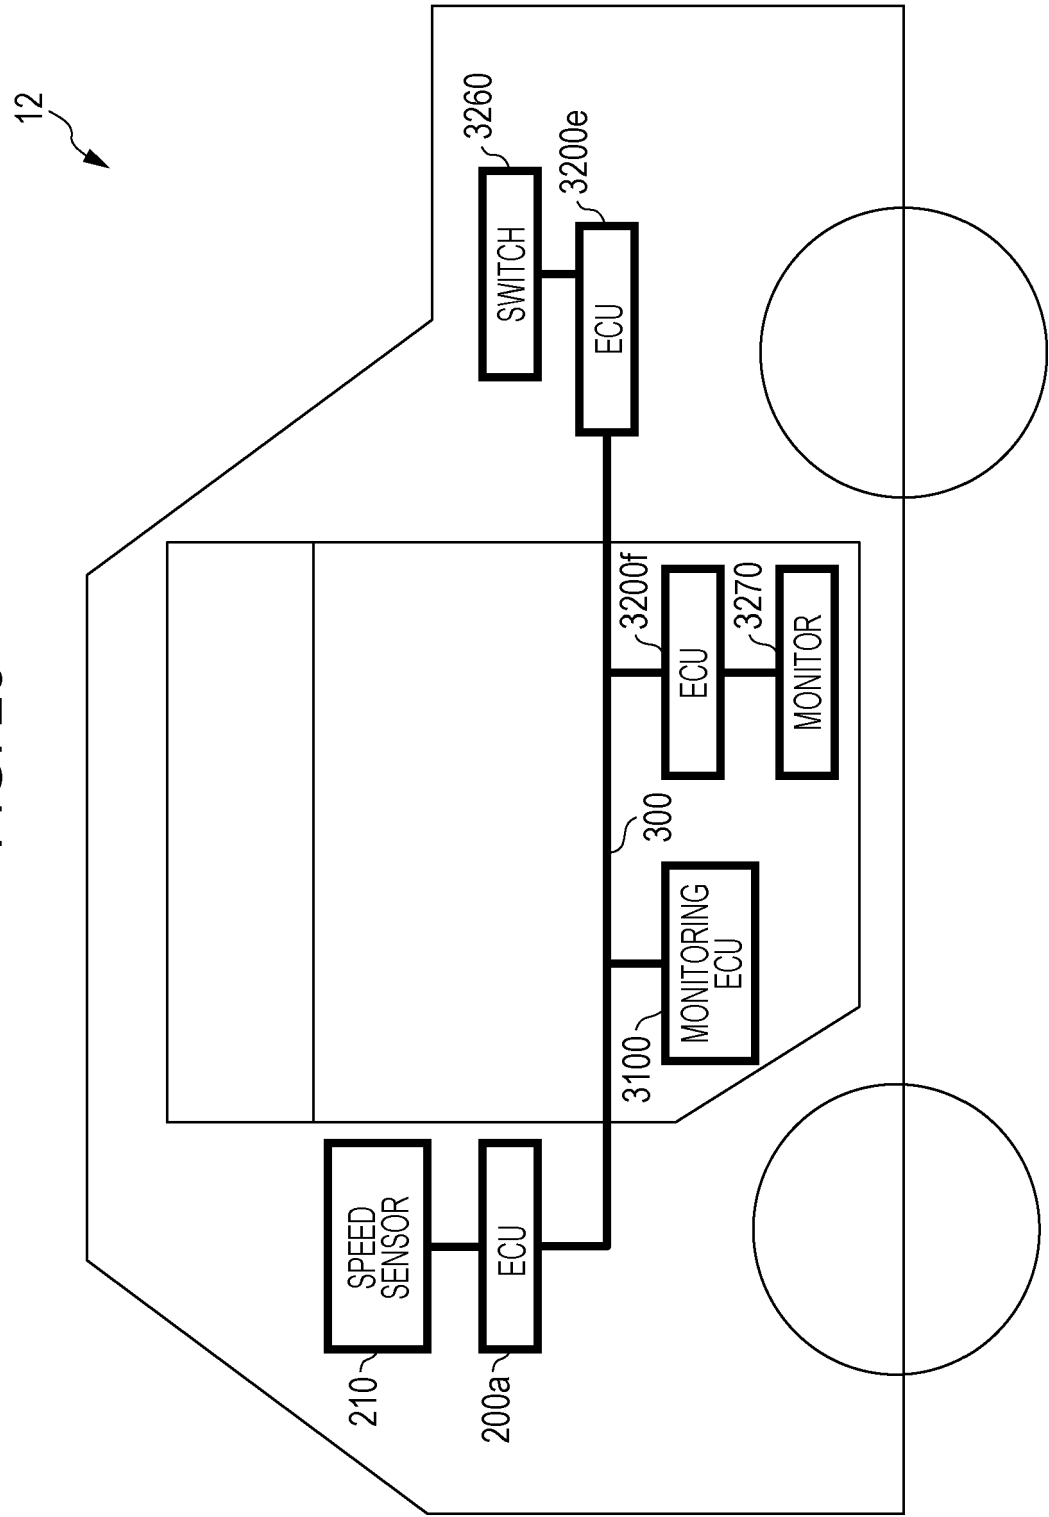 12
SPEED
SENSOR
210
ECU
200a
MONITORING
ECU
3100
300
ECU
3200f
MONITOR
3270
SWITCH
3260
ECU
3200e